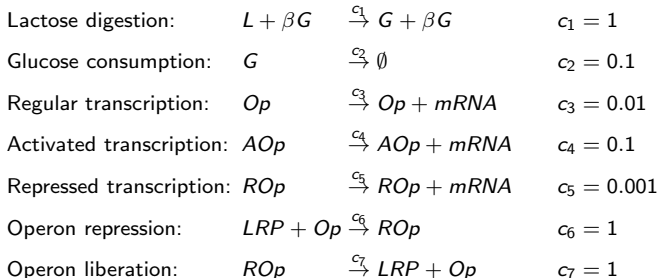 Lactose digestion: L + βG →^{c₁} G + βG c₁ = 1
Glucose consumption: G →^{c₂} ∅ c₂ = 0.1
Regular transcription: Op →^{c₃} Op + mRNA c₃ = 0.01
Activated transcription: AOp →^{c₄} AOp + mRNA c₄ = 0.1
Repressed transcription: ROp →^{c₅} ROp + mRNA c₅ = 0.001
Operon repression: LRP + Op →^{c₆} ROp c₆ = 1
Operon liberation: ROp →^{c₇} LRP + Op c₇ = 1